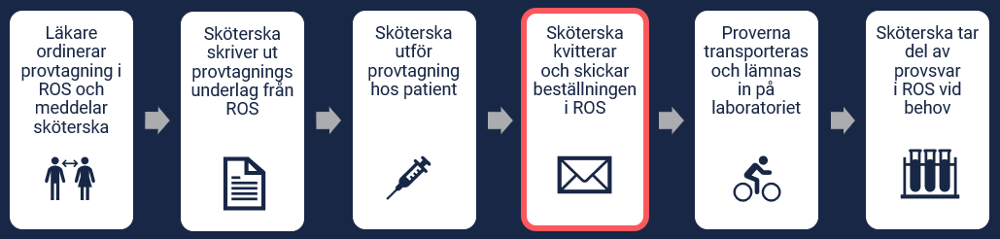 Läkare
ordinerar
provtagning i
ROS och
meddelar
sköterska
Sköterska
skriver ut
provtagnings
underlag från
ROS
Sköterska
utför
provtagning
hos patient
Sköterska
kvitterar
och skickar
beställningen
i ROS
Proverna
transporteras
och lämnas
in på
laboratoriet
Sköterska tar
del av
provsvar
i ROS vid
behov